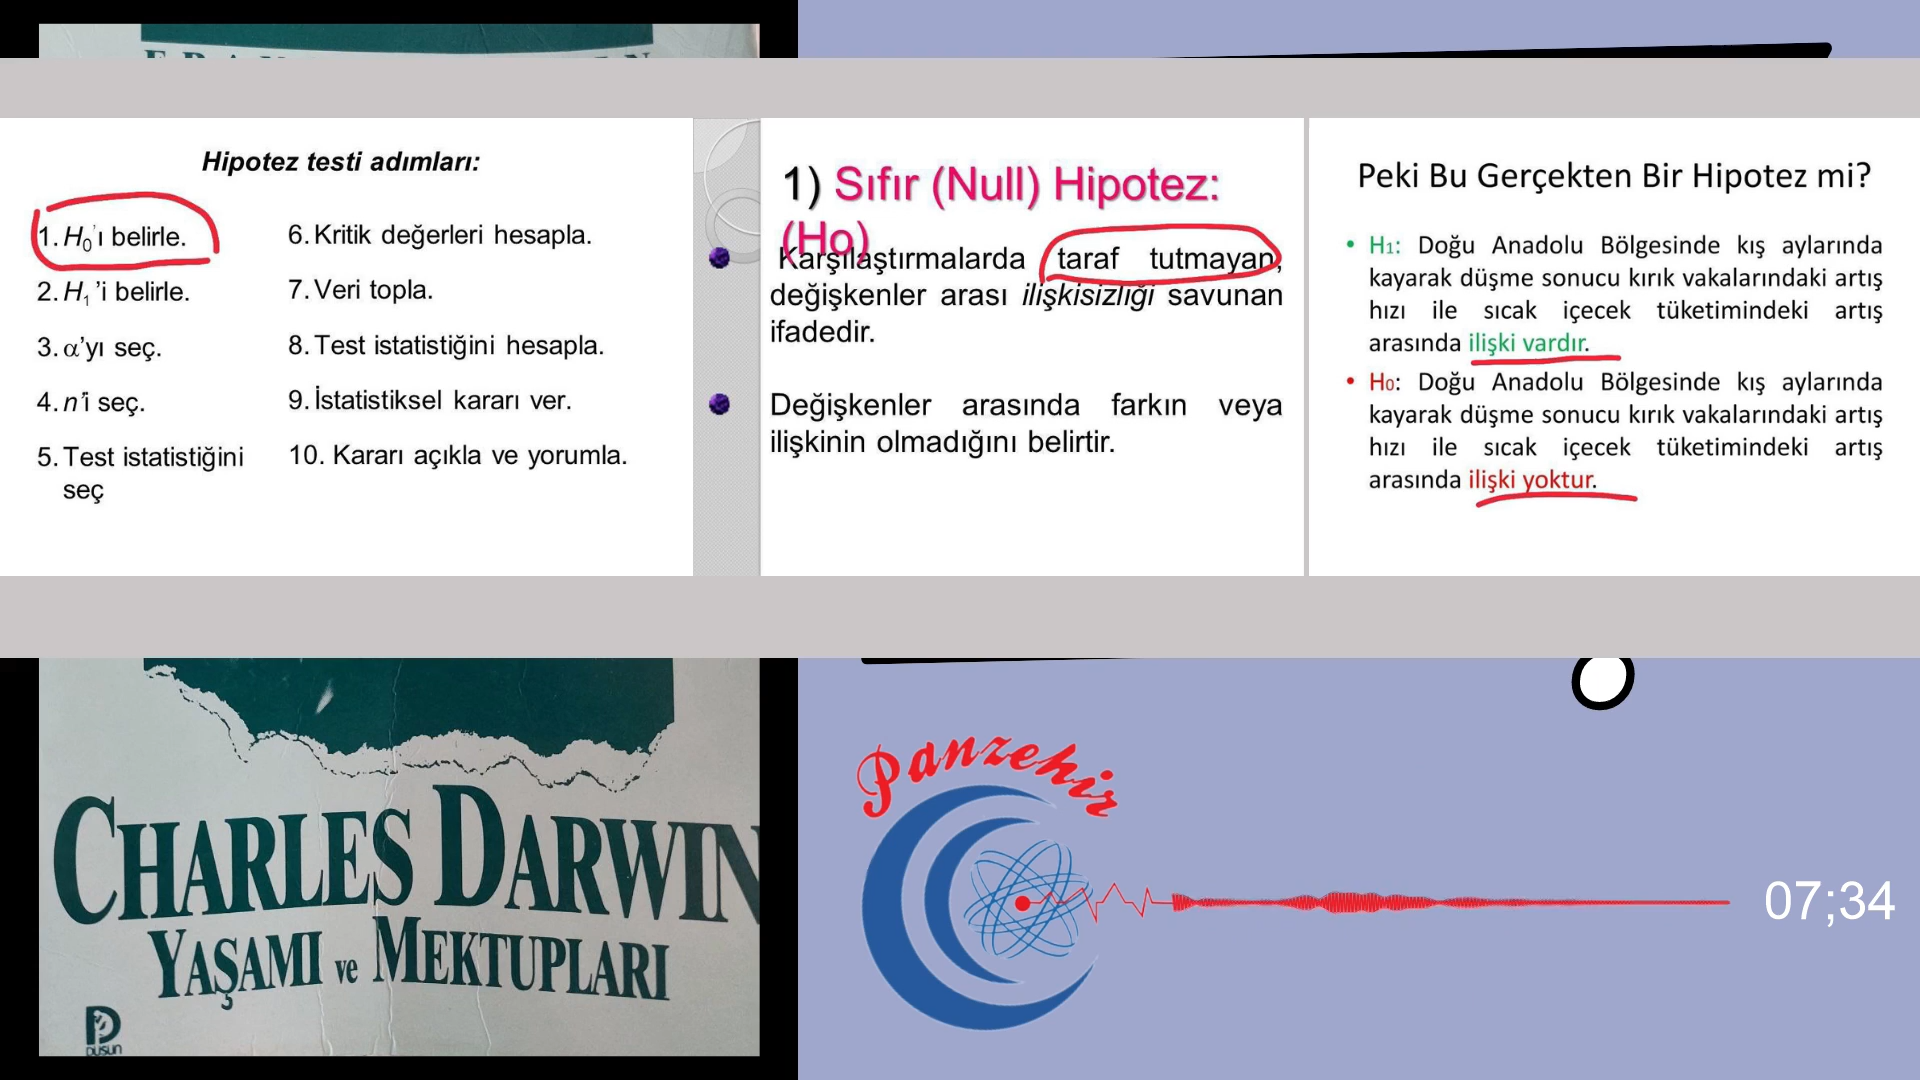 Hipotez testi adımları:
1. H0'ı belirle.
2. H1 'i belirle.
3. α'yı seç.
4. n'i seç.
5. Test istatistiğini
seç
6. Kritik değerleri hesapla.
7. Veri topla.
8. Test istatistiğini hesapla.
9. İstatistiksel kararı ver.
10. Kararı açıkla ve yorumla.
1) Sıfır (Null) Hipotez:
(Ho)
Karşılaştırmalarda taraf tutmayan,
değişkenler arası ilişkisizliği savunan
ifadedir.
Değişkenler arasında farkın veya
ilişkinin olmadığını belirtir.
Peki Bu Gerçekten Bir Hipotez mi?
• H1: Doğu Anadolu Bölgesinde kış aylarında
kayarak düşme sonucu kırık vakalarındaki artış
hızı ile sıcak içecek tüketimindeki artış
arasında ilişki vardır.
• H0: Doğu Anadolu Bölgesinde kış aylarında
kayarak düşme sonucu kırık vakalarındaki artış
hızı ile sıcak içecek tüketimindeki artış
arasında ilişki yoktur.
CHARLES DARWIN
YAŞAMI ve MEKTUPLARI
DÜŞÜN
Panzehir
07;34